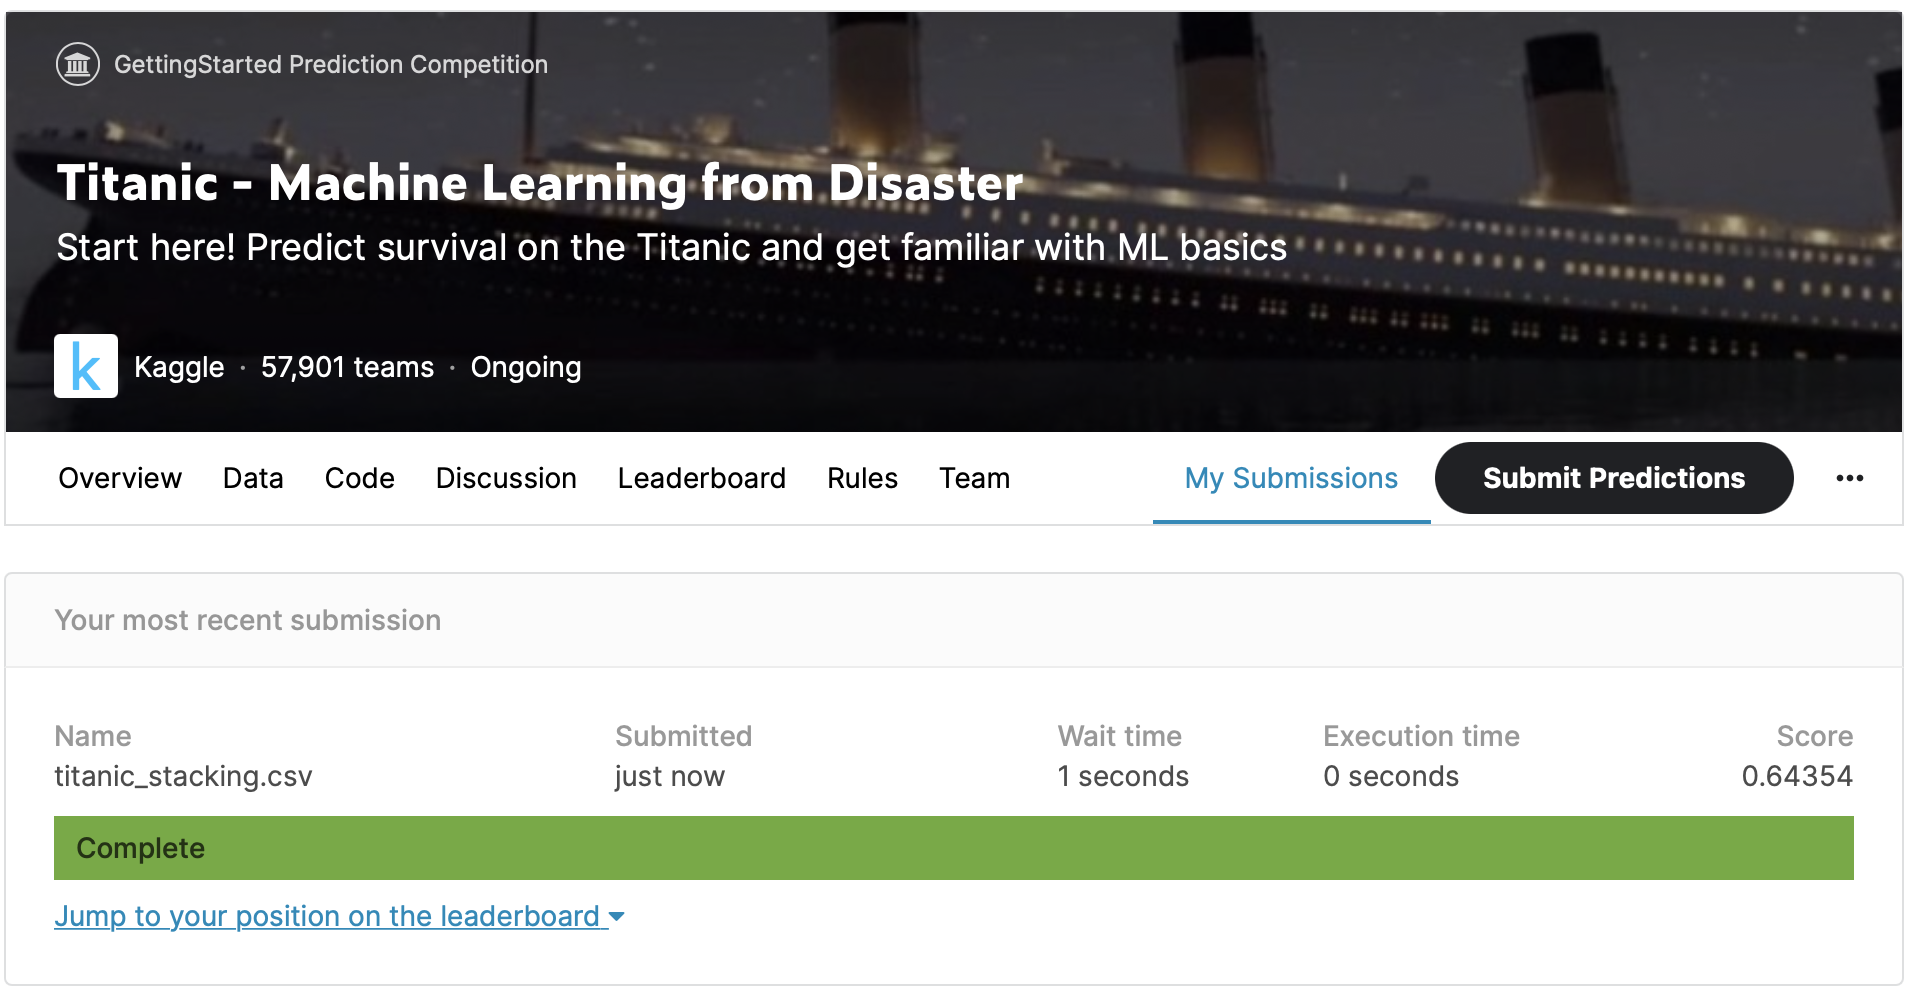 GettingStarted Prediction Competition
Titanic - Machine Learning from Disaster
Start here! Predict survival on the Titanic and get familiar with ML basics
k Kaggle · 57,901 teams · Ongoing
Overview Data Code Discussion Leaderboard Rules Team My Submissions Submit Predictions ···
Your most recent submission
Name Submitted Wait time Execution time Score
titanic_stacking.csv just now 1 seconds 0 seconds 0.64354
Complete
Jump to your position on the leaderboard